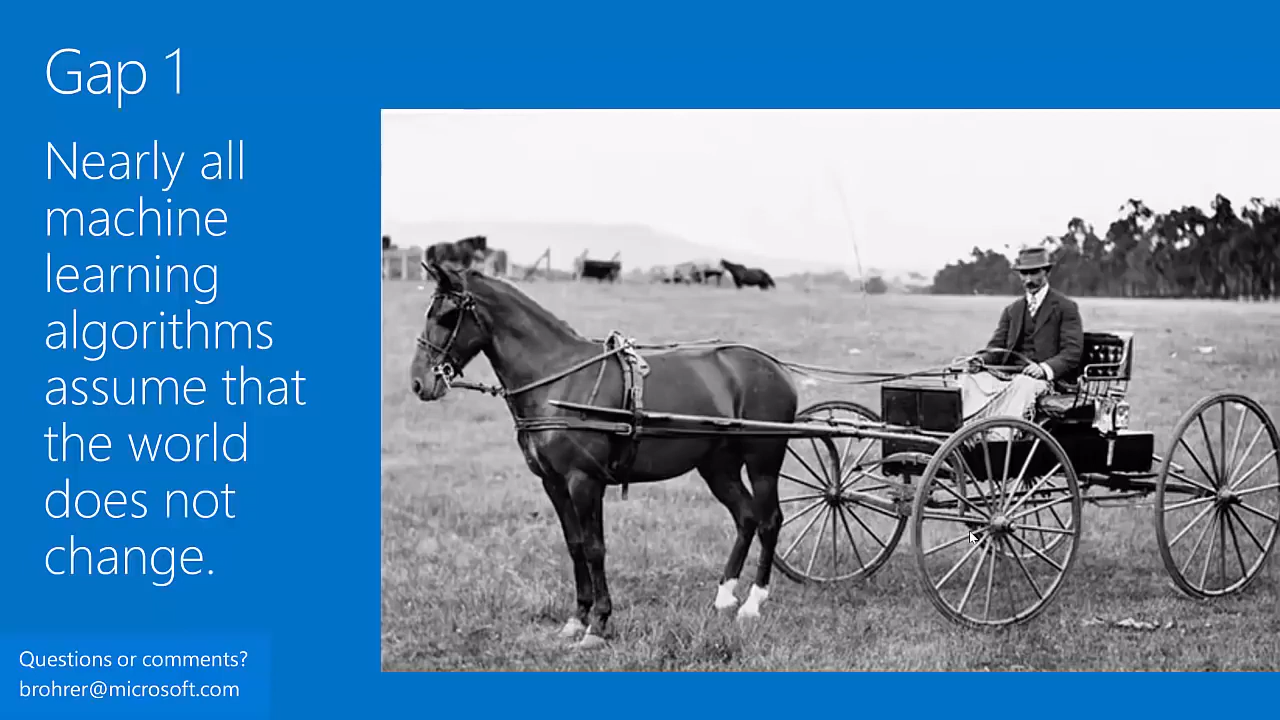 Gap 1
Nearly all
machine
learning
algorithms
assume that
the world
does not
change.
Questions or comments?
brohrer@microsoft.com